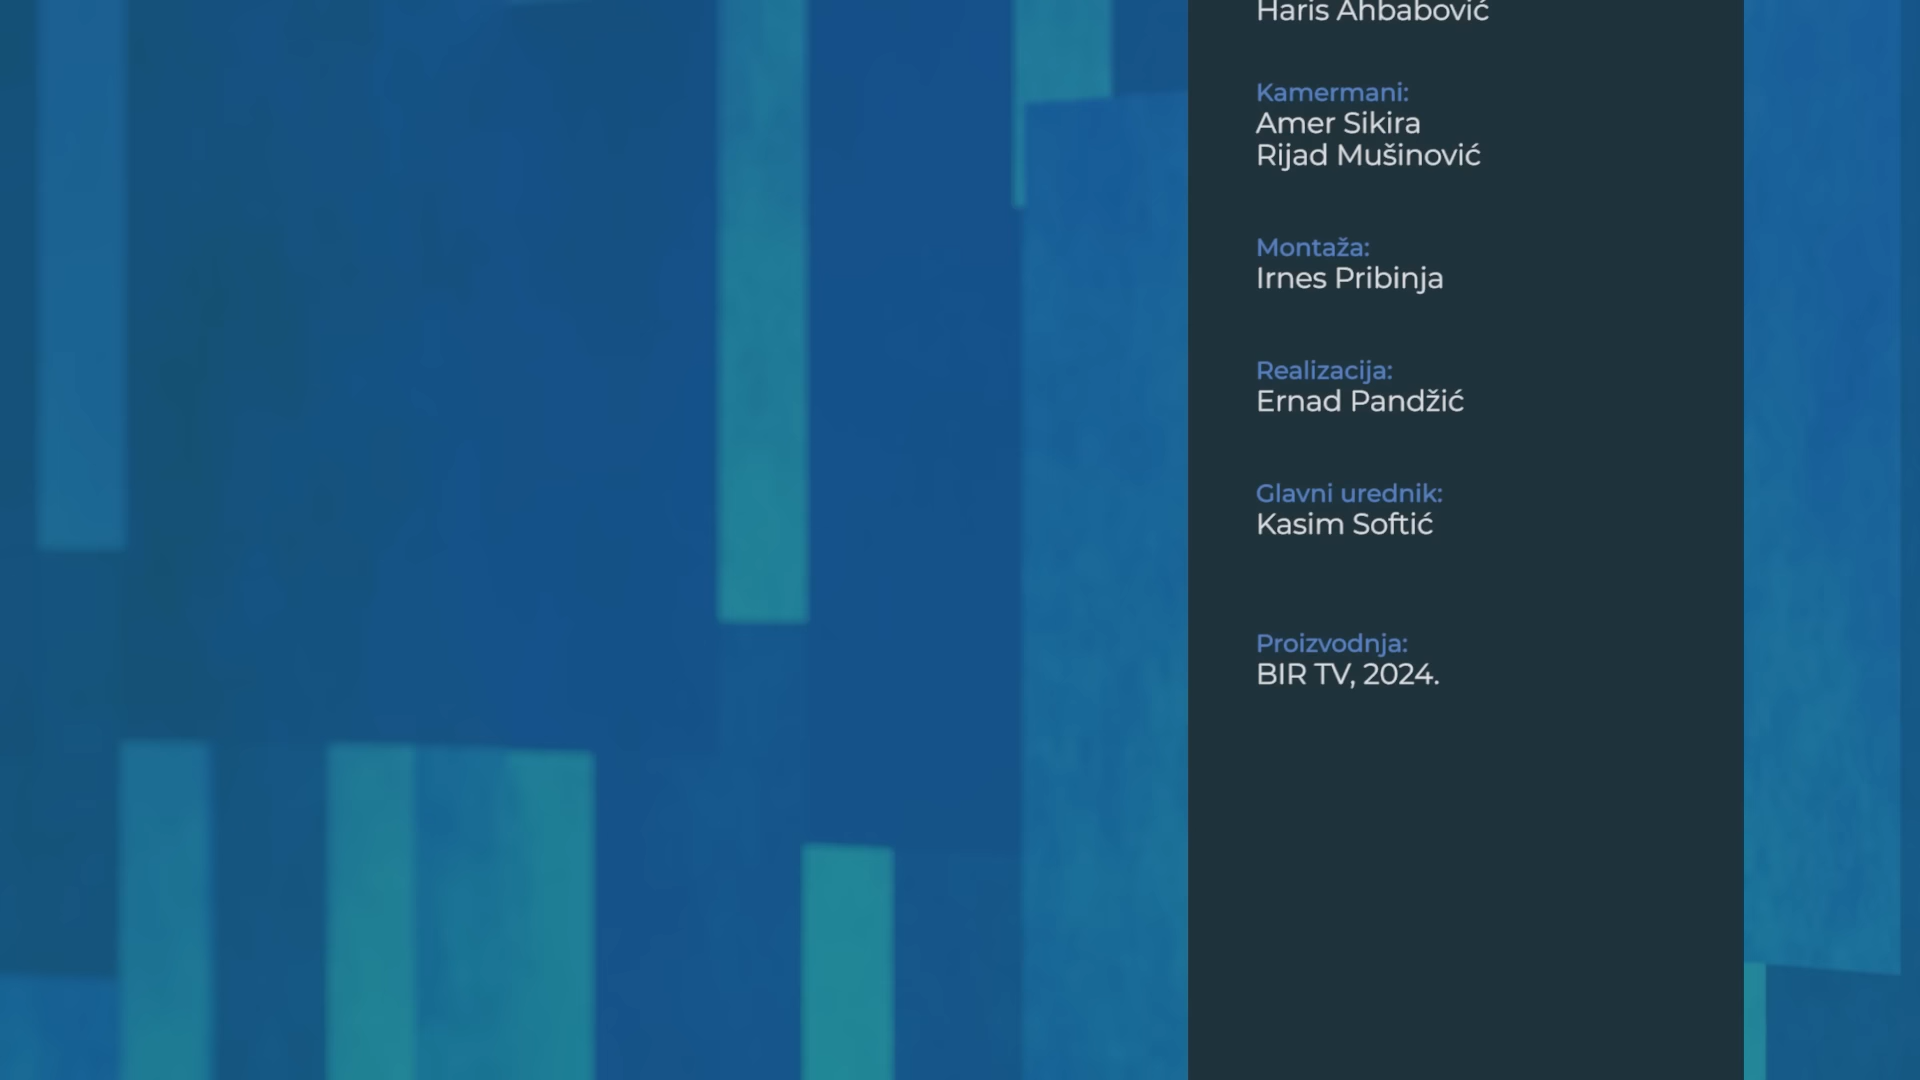 Haris Ahbabović
Kamermani:
Amer Sikira
Rijad Mušinović
Montaža:
Irnes Pribinja
Realizacija:
Ernad Pandžić
Glavni urednik:
Kasim Softić
Proizvodnja:
BIR TV, 2024.